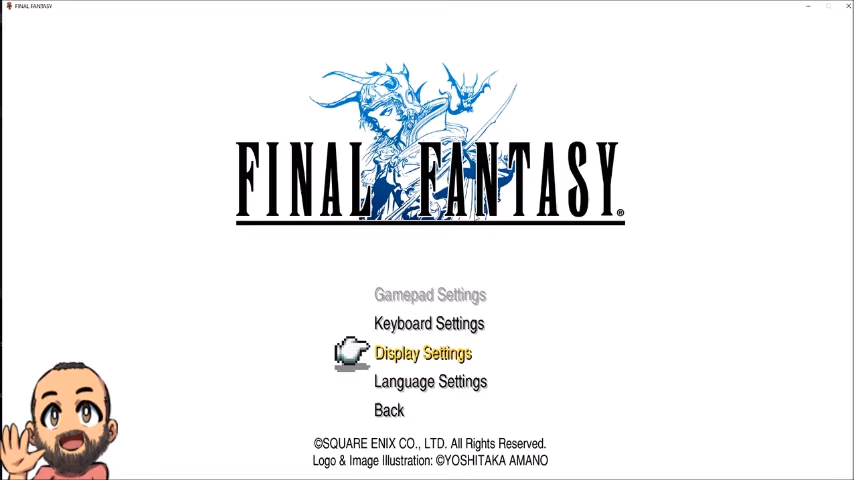 FINAL FANTASY
FINAL FANTASY®
Gamepad Settings
Keyboard Settings
Display Settings
Language Settings
Back
©SQUARE ENIX CO., LTD. All Rights Reserved.
Logo & Image Illustration: ©YOSHITAKA AMANO